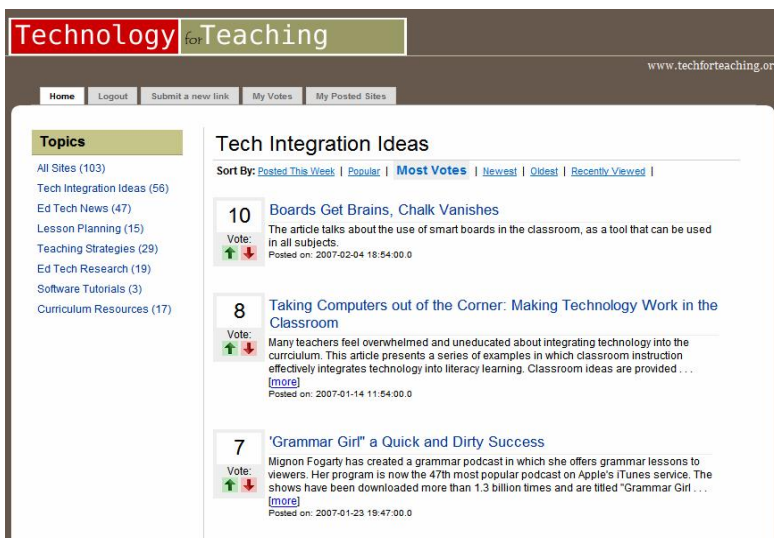 Technology for Teaching
www.techforteaching.or
Home Logout Submit a new link My Votes My Posted Sites
Topics
All Sites (103)
Tech Integration Ideas (56)
Ed Tech News (47)
Lesson Planning (15)
Teaching Strategies (29)
Ed Tech Research (19)
Software Tutorials (3)
Curriculum Resources (17)
Tech Integration Ideas
Sort By: Posted This Week | Popular | Most Votes | Newest | Oldest | Recently Viewed |
10
Vote:
Boards Get Brains, Chalk Vanishes
The article talks about the use of smart boards in the classroom, as a tool that can be used
in all subjects.
Posted on: 2007-02-04 18:54:00.0
8
Vote:
Taking Computers out of the Corner: Making Technology Work in the
Classroom
Many teachers feel overwhelmed and uneducated about integrating technology into the
currciulum. This article presents a series of examples in which classroom instruction
effectively integrates technology into literacy learning. Classroom ideas are provided . . .
[more]
Posted on: 2007-01-14 11:54:00.0
7
Vote:
'Grammar Girl" a Quick and Dirty Success
Mignon Fogarty has created a grammar podcast in which she offers grammar lessons to
viewers. Her program is now the 47th most popular podcast on Apple's iTunes service. The
shows have been downloaded more than 1.3 billion times and are titled "Grammar Girl . . .
[more]
Posted on: 2007-01-23 19:47:00.0